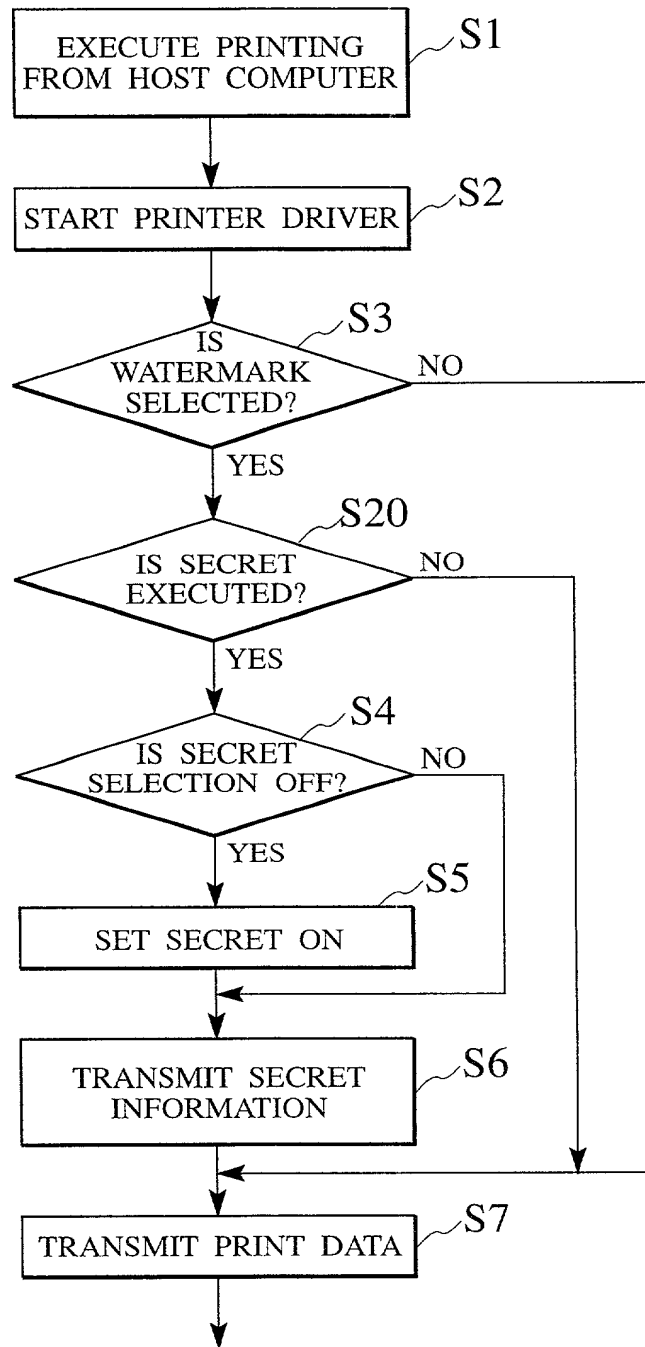 EXECUTE PRINTING
FROM HOST COMPUTER
S1
START PRINTER DRIVER
S2
IS
WATERMARK
SELECTED?
S3
NO
YES
IS SECRET
EXECUTED?
S20
NO
YES
IS SECRET
SELECTION OFF?
S4
NO
YES
SET SECRET ON
S5
TRANSMIT SECRET
INFORMATION
S6
TRANSMIT PRINT DATA
S7